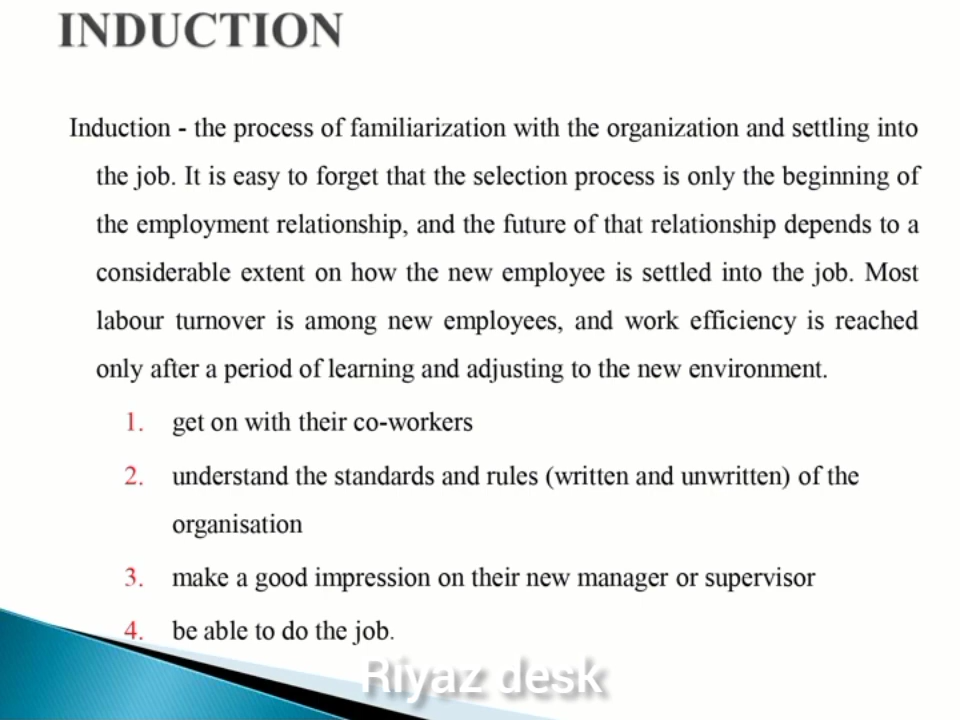 INDUCTION
Induction - the process of familiarization with the organization and settling into
the job. It is easy to forget that the selection process is only the beginning of
the employment relationship, and the future of that relationship depends to a
considerable extent on how the new employee is settled into the job. Most
labour turnover is among new employees, and work efficiency is reached
only after a period of learning and adjusting to the new environment.
1. get on with their co-workers
2. understand the standards and rules (written and unwritten) of the
organisation
3. make a good impression on their new manager or supervisor
4. be able to do the job.
Riyaz desk